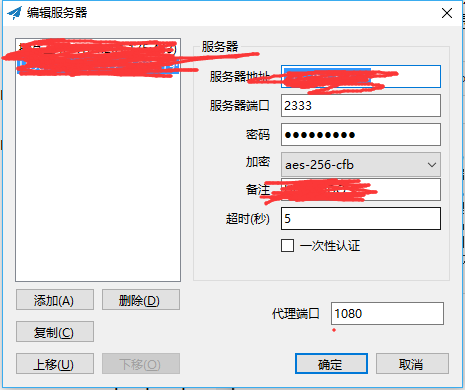 编辑服务器
服务器
服务器地址
服务器端口 2333
密码 ●●●●●●●●●
加密 aes-256-cfb
备注
超时(秒) 5
一次性认证
添加(A) 删除(D)
复制(C)
上移(U) 下移(O)
代理端口 1080
确定 取消